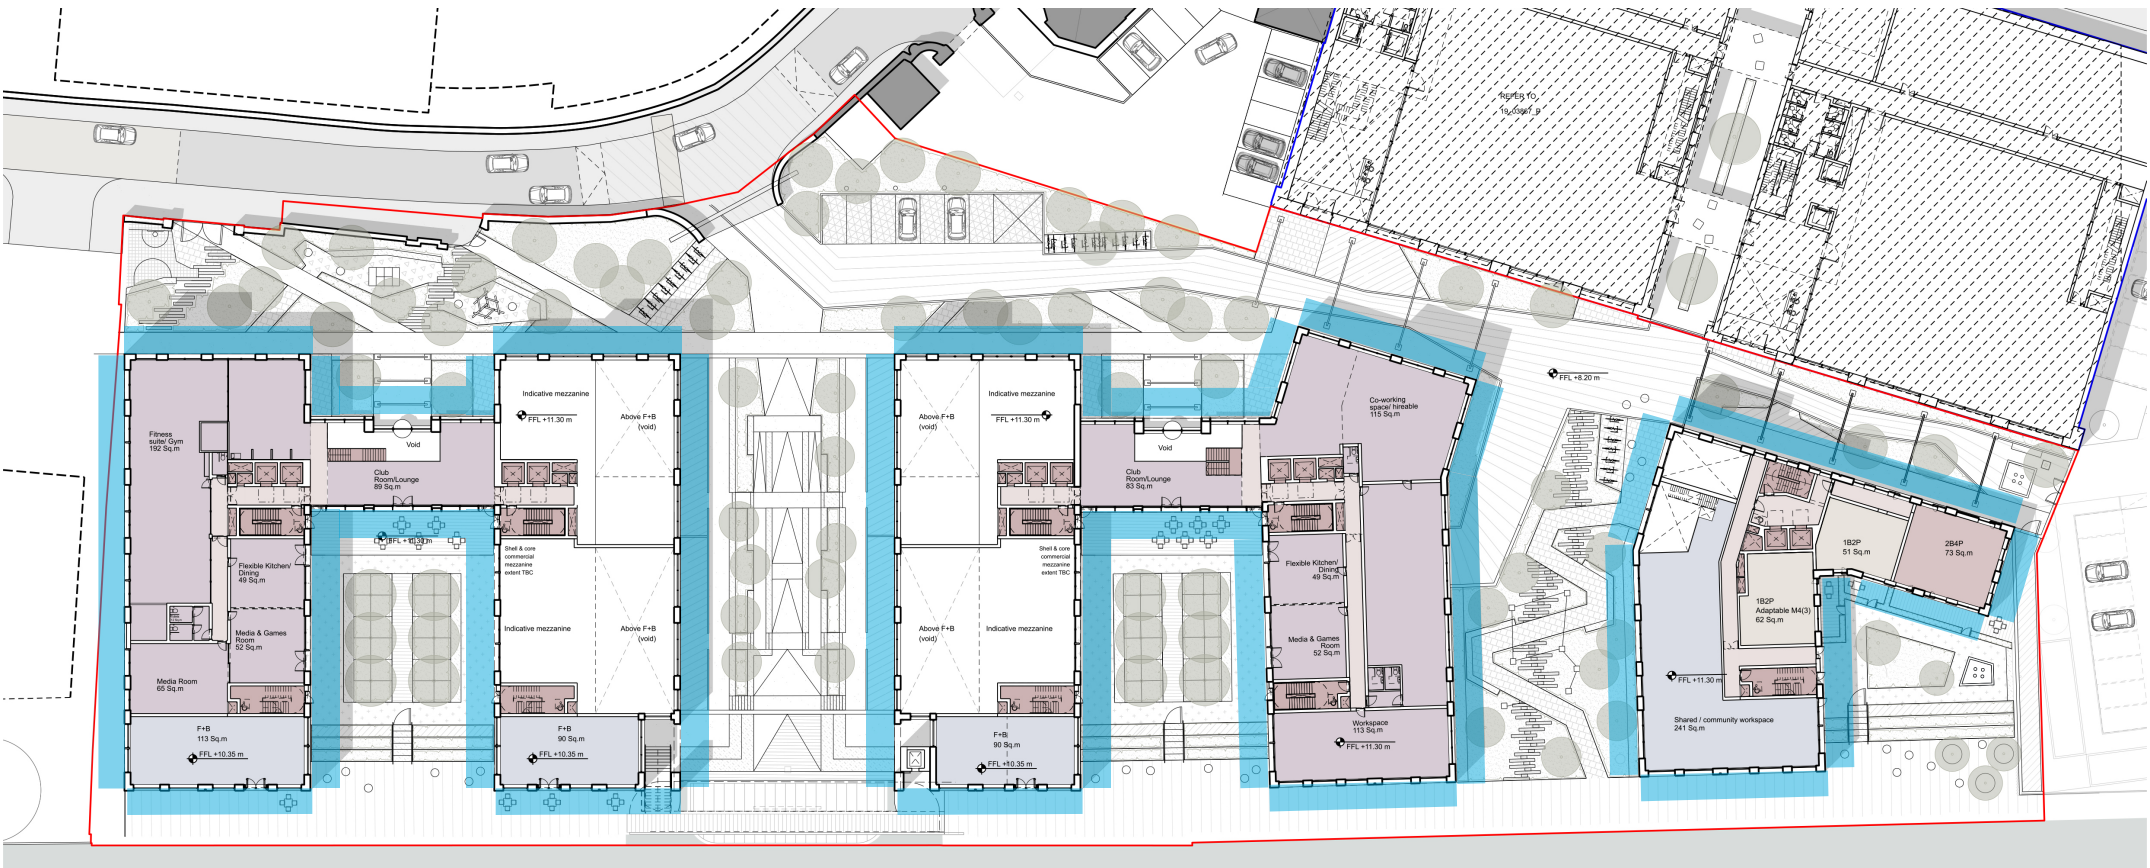 REFER TO
FFL +8.20 m
Indicative mezzanine
FFL +11.30 m
Above F+B
(void)
Above F+B
(void)
Indicative mezzanine
FFL +11.30 m
Co-working
space/ hireable
115 Sq.m
Fitness
suite/ Gym
192 Sq.m
Void
Club
Room/Lounge
89 Sq.m
Void
Club
Room/Lounge
83 Sq.m
Shell & core
commercial
mezzanine
extent TBC
Shell & core
commercial
mezzanine
extent TBC
1B2P
51 Sq.m
2B4P
73 Sq.m
Flexible Kitchen/
Dining
49 Sq.m
Flexible Kitchen/
Dining
49 Sq.m
1B2P
Adaptable M4(3)
62 Sq.m
Media & Games
Room
52 Sq.m
Indicative mezzanine
Above F+B
(void)
Above F+B
(void)
Indicative mezzanine
Media & Games
Room
52 Sq.m
Media Room
65 Sq.m
FFL +11.30 m
F+B
113 Sq.m
FFL +10.35 m
F+B
90 Sq.m
FFL +10.35 m
F+B
90 Sq.m
FFL +10.35 m
Workspace
113 Sq.m
FFL +11.30 m
Shared / community workspace
241 Sq.m